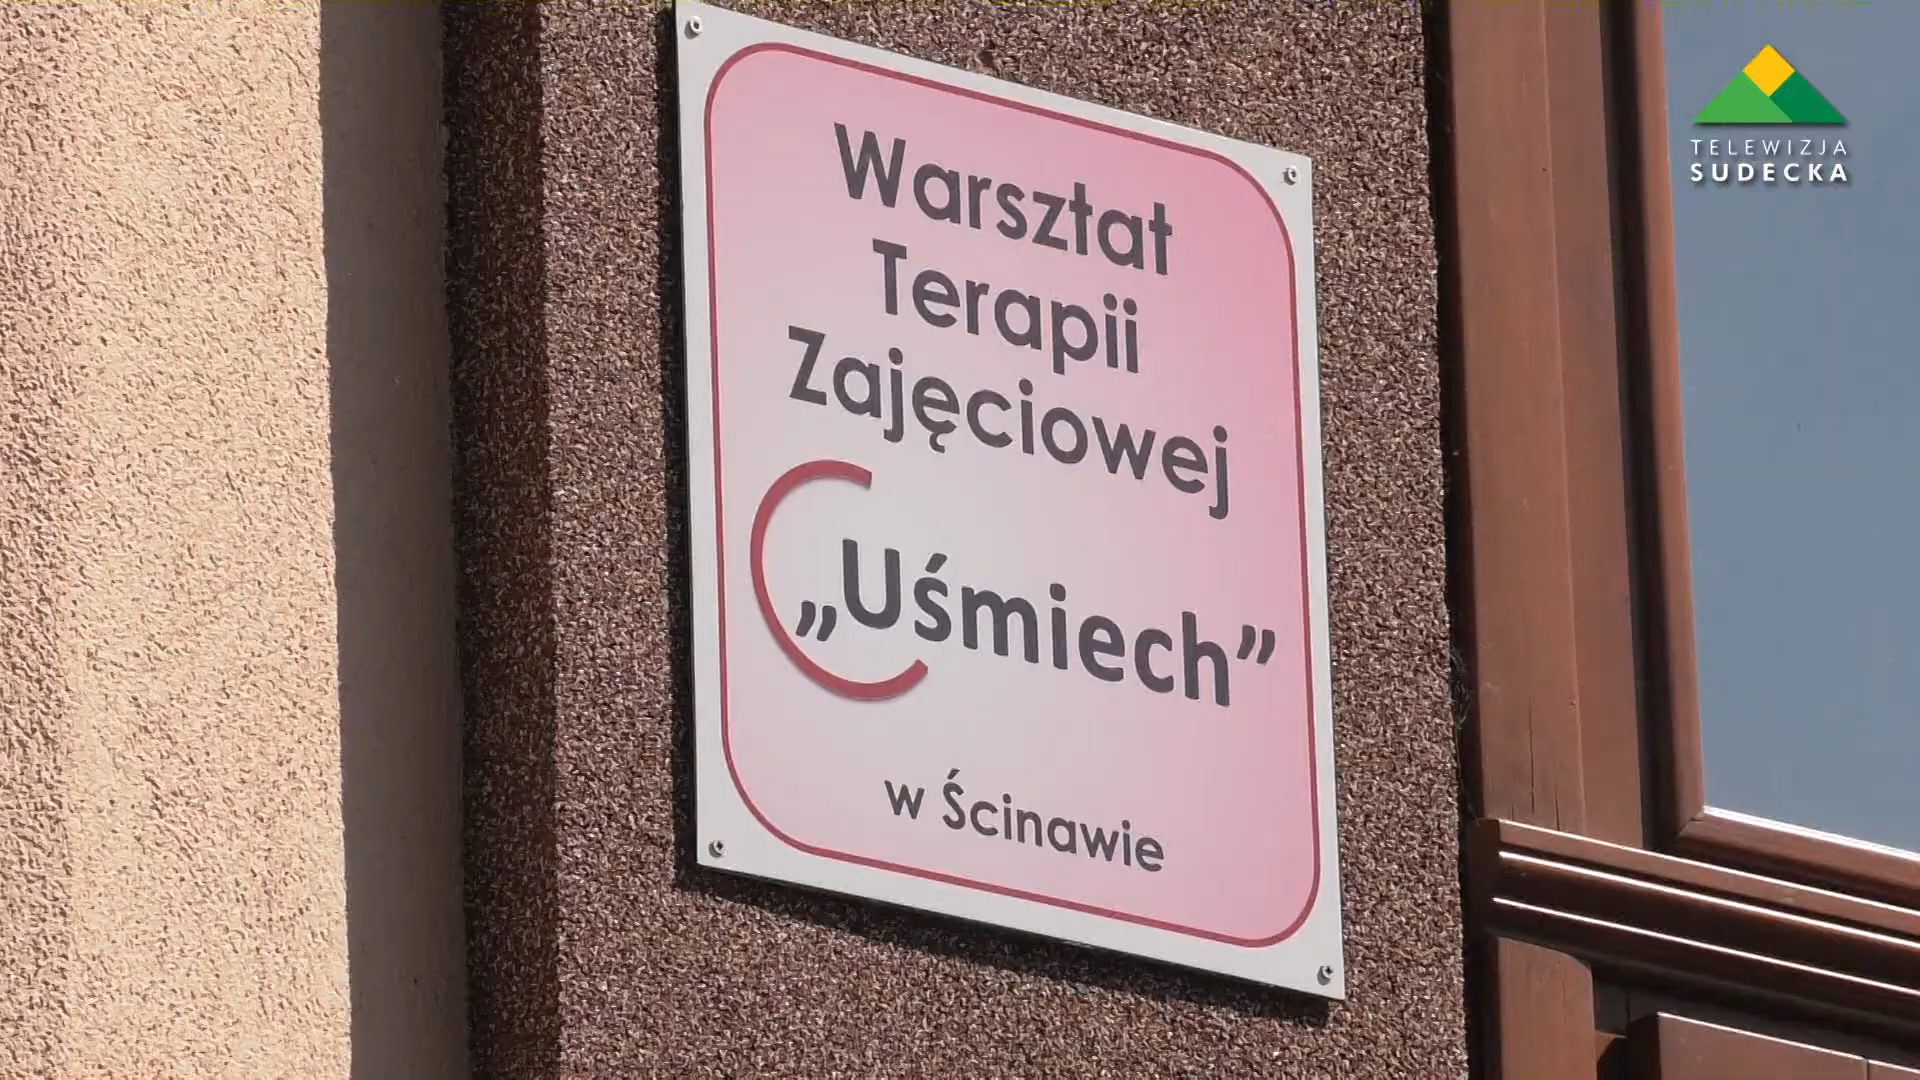 Warsztat
Terapii
Zajęciowej
„Uśmiech”
w Ścinawie
TELEWIZJA
SUDECKA